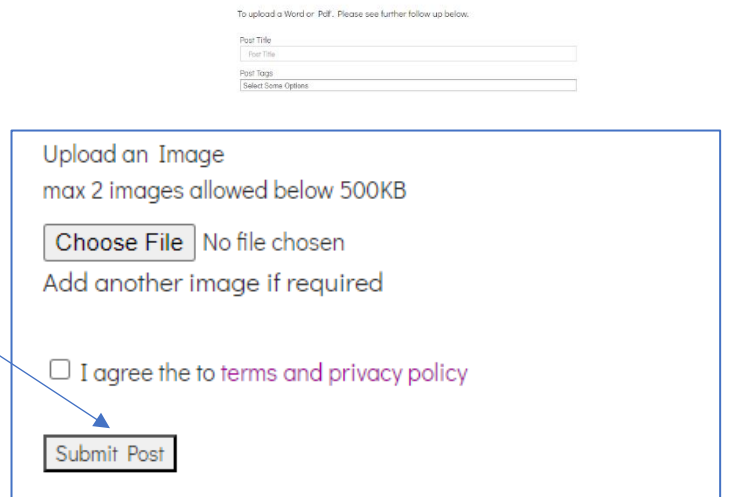 To upload a Word or Pdf. Please see further follow up below.
Post Title
Post Title
Post Tags
Select Some Options
Upload an Image
max 2 images allowed below 500KB
Choose File No file chosen
Add another image if required
I agree the to terms and privacy policy
Submit Post